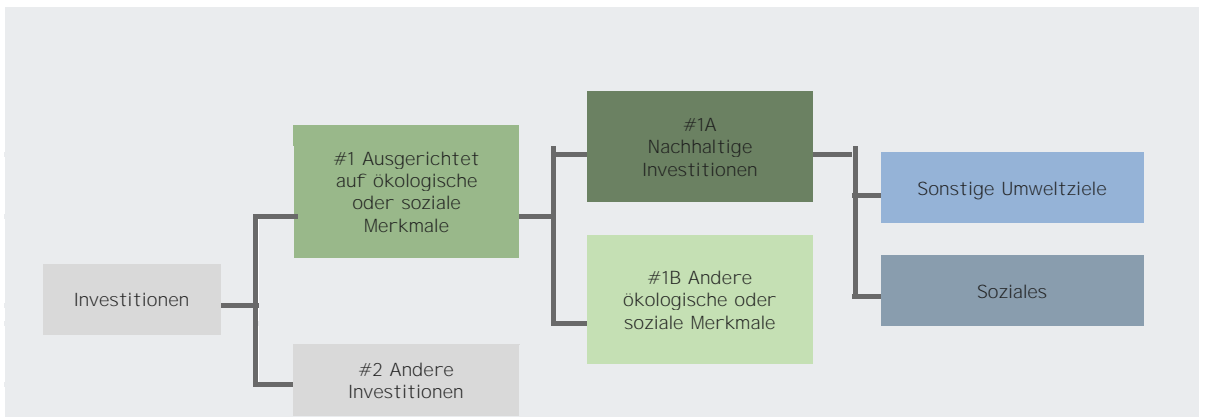 Investitionen
#1 Ausgerichtet
auf ökologische
oder soziale
Merkmale
#2 Andere
Investitionen
#1A
Nachhaltige
Investitionen
#1B Andere
ökologische oder
soziale Merkmale
Sonstige Umweltziele
Soziales